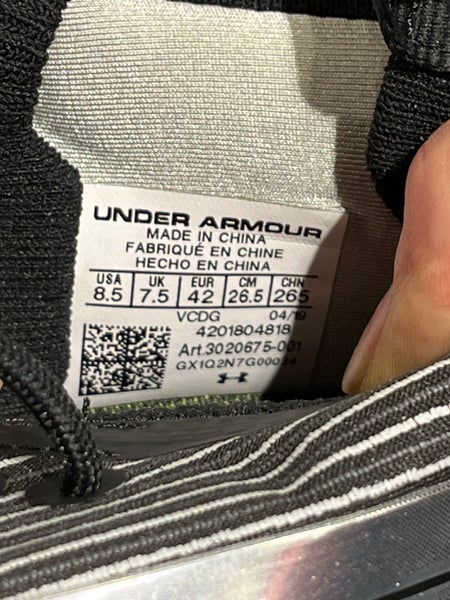 UNDER ARMOUR
MADE IN CHINA
FABRIQUÉ EN CHINE
HECHO EN CHINA
USA UK EUR CM CHN
8.5 7.5 42 26.5 265
VCDG 04/19
4201804818
Art.3020675-001
GX1Q2N7G00034